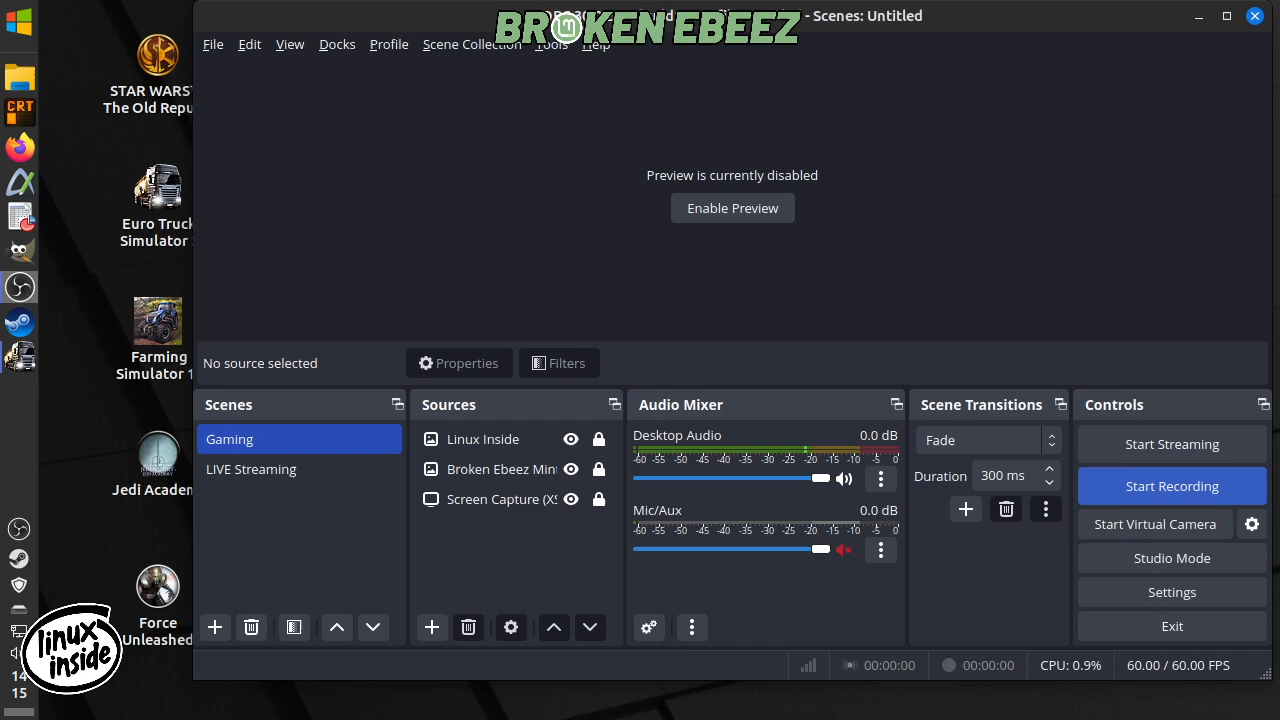 BROKEN EBEEZ
- Scenes: Untitled
File Edit View Docks Profile Scene Collection Tools Help
CRT
STAR WARS
The Old Repu
Euro Truck
Simulator
Farming
Simulator 1
Jedi Academ
Force
Unleashed
linux
inside
14
15
Preview is currently disabled
Enable Preview
No source selected
Properties
Filters
Scenes
Gaming
LIVE Streaming
Sources
Linux Inside
Broken Ebeez Min
Screen Capture (XS
Audio Mixer
Desktop Audio 0.0 dB
-60 -55 -50 -45 -40 -35 -30 -25 -20 -15 -10 -5 0
Mic/Aux 0.0 dB
-60 -55 -50 -45 -40 -35 -30 -25 -20 -15 -10 -5 0
Scene Transitions
Fade
Duration 300 ms
Controls
Start Streaming
Start Recording
Start Virtual Camera
Studio Mode
Settings
Exit
00:00:00
00:00:00
CPU: 0.9%
60.00 / 60.00 FPS